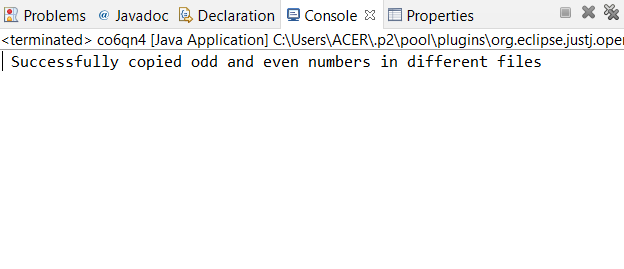 Problems @ Javadoc Declaration Console Properties
<terminated> co6qn4 [Java Application] C:\Users\ACER\.p2\pool\plugins\org.eclipse.justj.open
Successfully copied odd and even numbers in different files